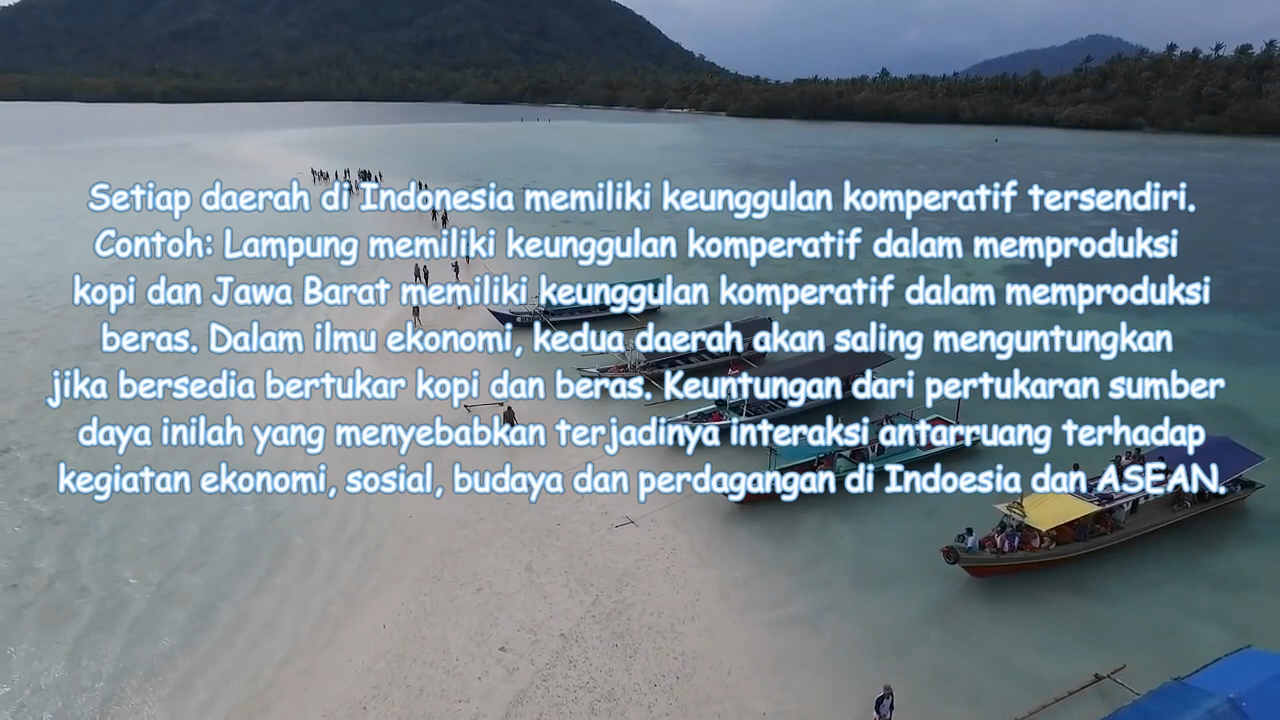 Setiap daerah di Indonesia memiliki keunggulan komperatif tersendiri.
Contoh: Lampung memiliki keunggulan komperatif dalam memproduksi
kopi dan Jawa Barat memiliki keunggulan komperatif dalam memproduksi
beras. Dalam ilmu ekonomi, kedua daerah akan saling menguntungkan
jika bersedia bertukar kopi dan beras. Keuntungan dari pertukaran sumber
daya inilah yang menyebabkan terjadinya interaksi antarruang terhadap
kegiatan ekonomi, sosial, budaya dan perdagangan di Indoesia dan ASEAN.